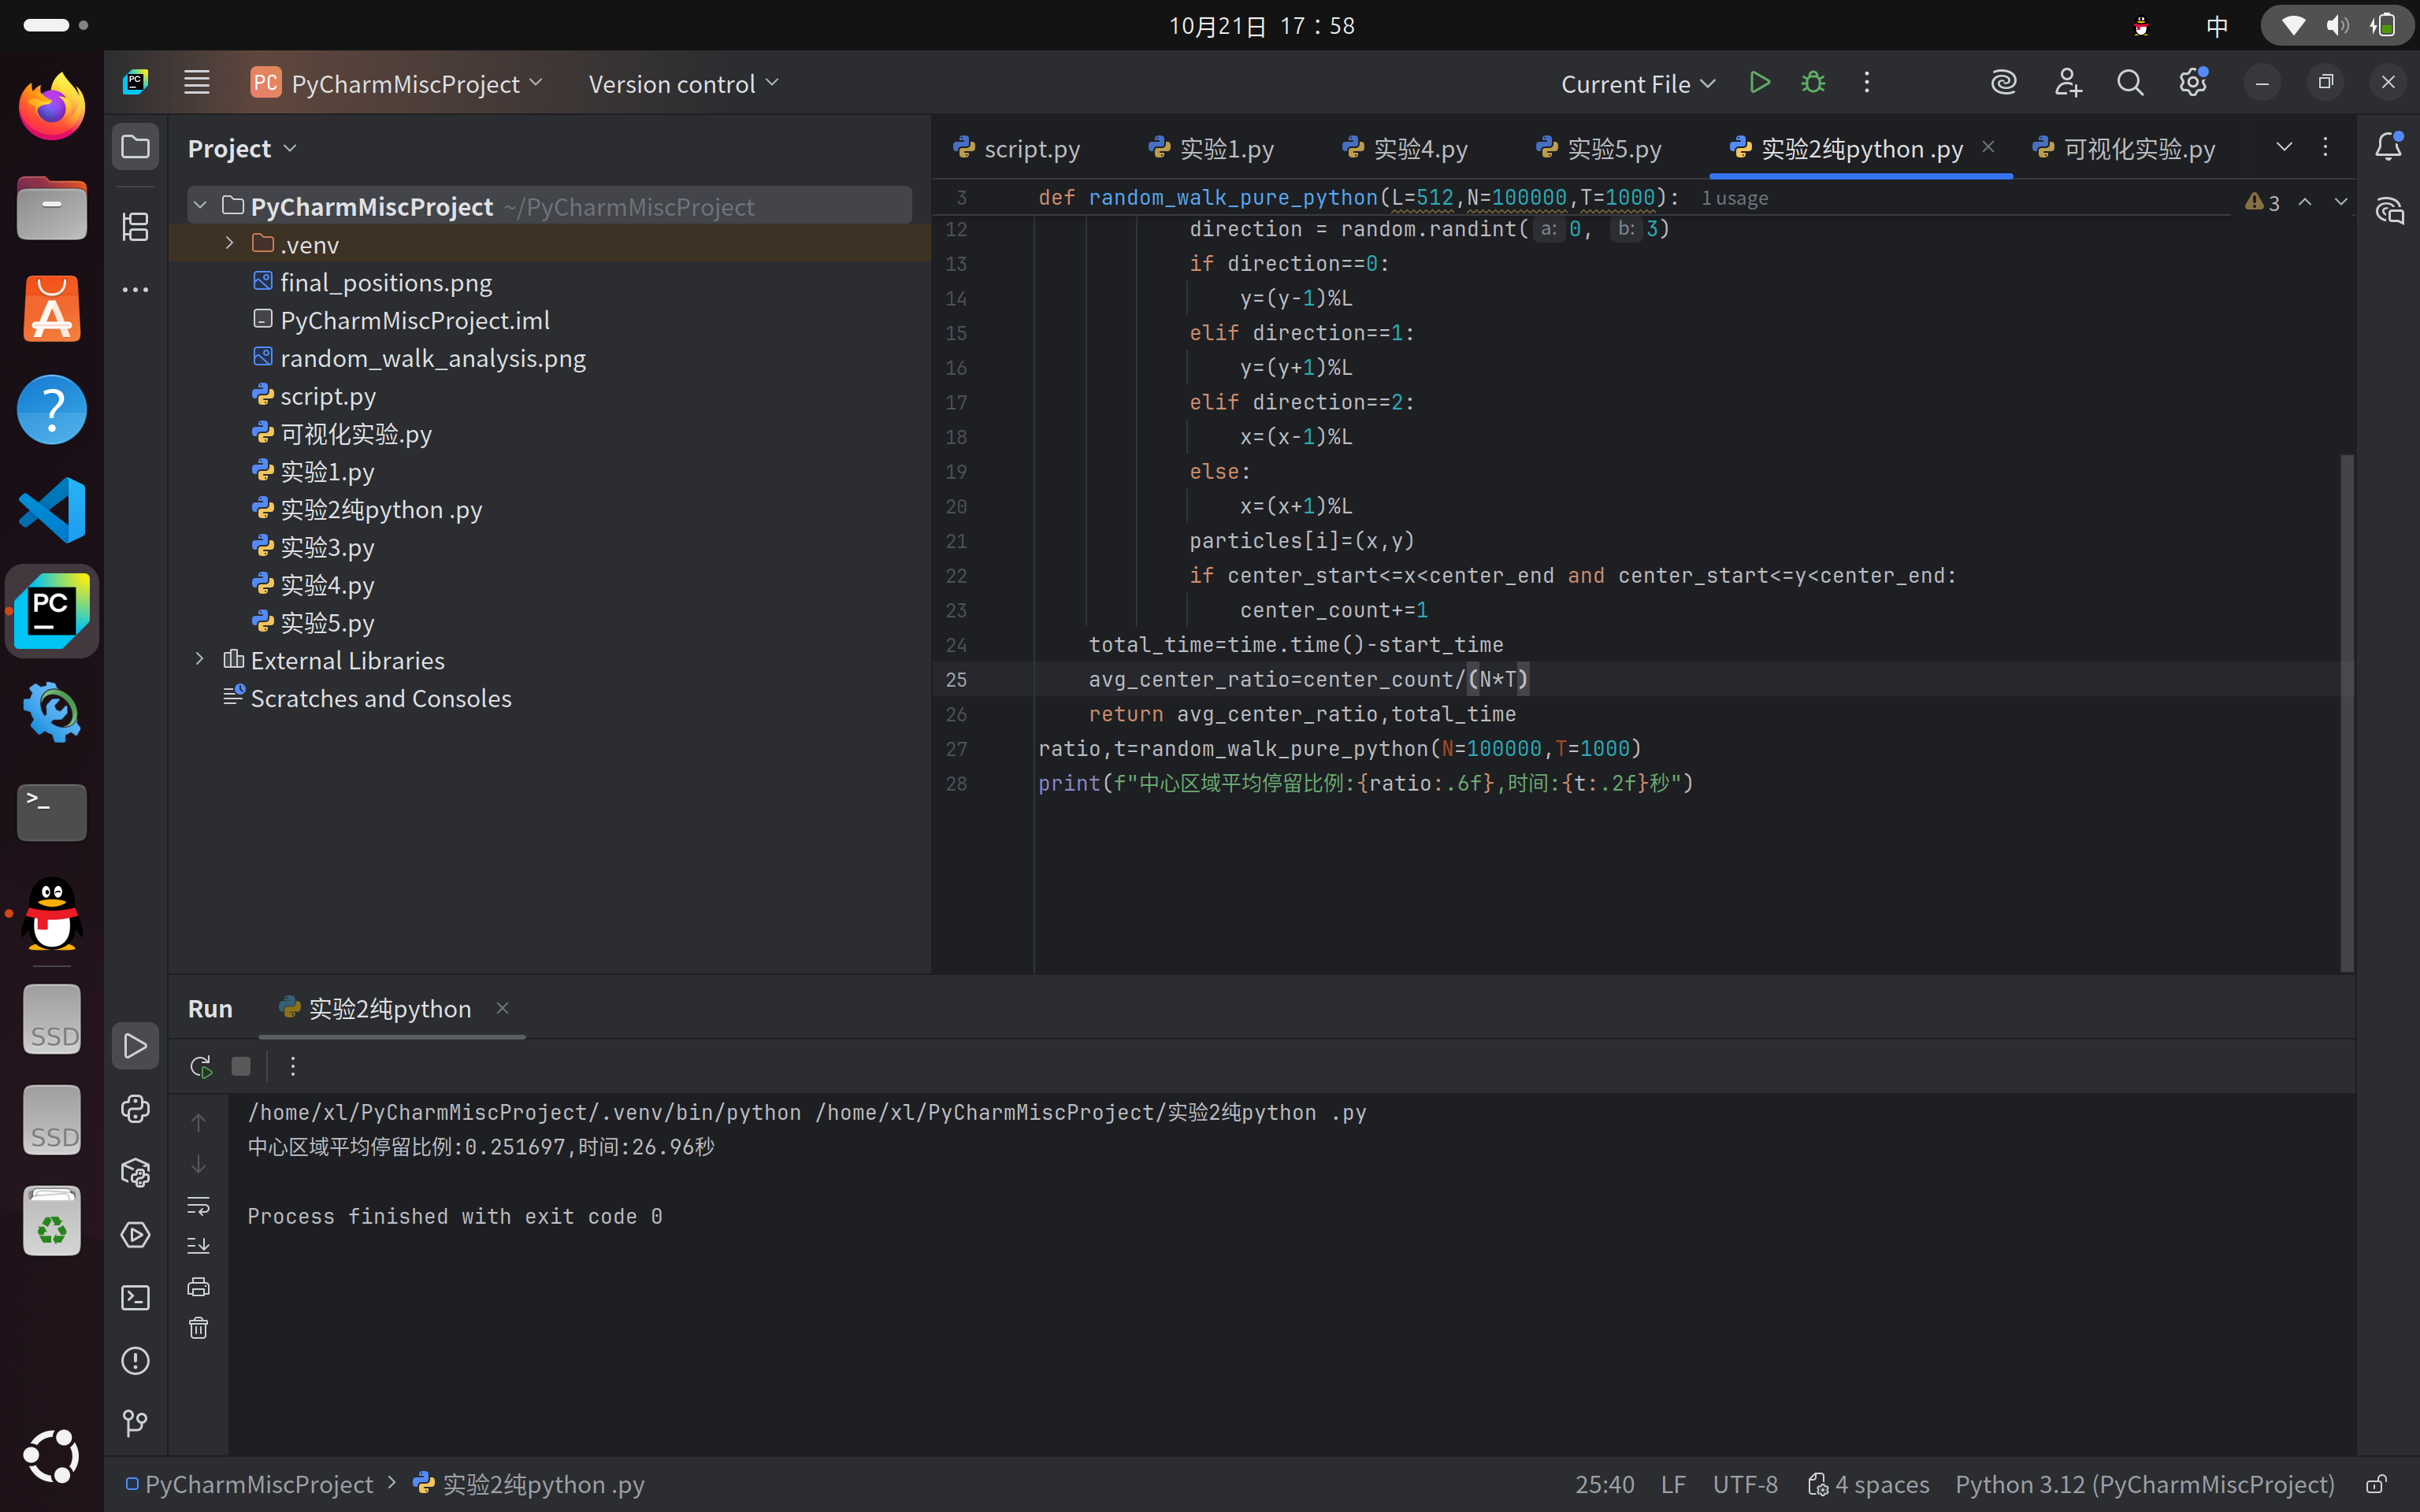 10月21日 17：58
中
PC PyCharmMiscProject
Version control
Current File
Project
script.py
实验1.py
实验4.py
实验5.py
实验2纯python .py
可视化实验.py
PyCharmMiscProject ~/PyCharmMiscProject
.venv
final_positions.png
PyCharmMiscProject.iml
random_walk_analysis.png
script.py
可视化实验.py
实验1.py
实验2纯python .py
实验3.py
实验4.py
实验5.py
External Libraries
Scratches and Consoles
3 def random_walk_pure_python(L=512,N=100000,T=1000): 1 usage
3
12 direction = random.randint( a: 0, b: 3)
13 if direction==0:
14 y=(y-1)%L
15 elif direction==1:
16 y=(y+1)%L
17 elif direction==2:
18 x=(x-1)%L
19 else:
20 x=(x+1)%L
21 particles[i]=(x,y)
22 if center_start<=x<center_end and center_start<=y<center_end:
23 center_count+=1
24 total_time=time.time()-start_time
25 avg_center_ratio=center_count/(N*T)
26 return avg_center_ratio,total_time
27 ratio,t=random_walk_pure_python(N=100000,T=1000)
28 print(f"中心区域平均停留比例:{ratio:.6f},时间:{t:.2f}秒")
Run
实验2纯python
/home/xl/PyCharmMiscProject/.venv/bin/python /home/xl/PyCharmMiscProject/实验2纯python .py
中心区域平均停留比例:0.251697,时间:26.96秒
Process finished with exit code 0
PC
SSD
SSD
PyCharmMiscProject > 实验2纯python .py
25:40
LF
UTF-8
4 spaces
Python 3.12 (PyCharmMiscProject)